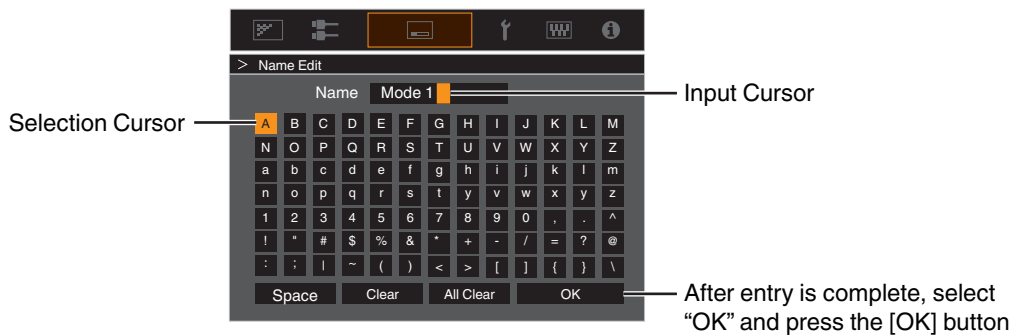 > Name Edit
Name Mode 1
Input Cursor
Selection Cursor
A B C D E F G H I J K L M
N O P Q R S T U V W X Y Z
a b c d e f g h i j k l m
n o p q r s t y v w x y z
1 2 3 4 5 6 7 8 9 0 , . ^
! " # $ % & * + - / = ? @
: ; | ~ ( ) < > [ ] { } \
Space Clear All Clear OK
After entry is complete, select
“OK” and press the [OK] button